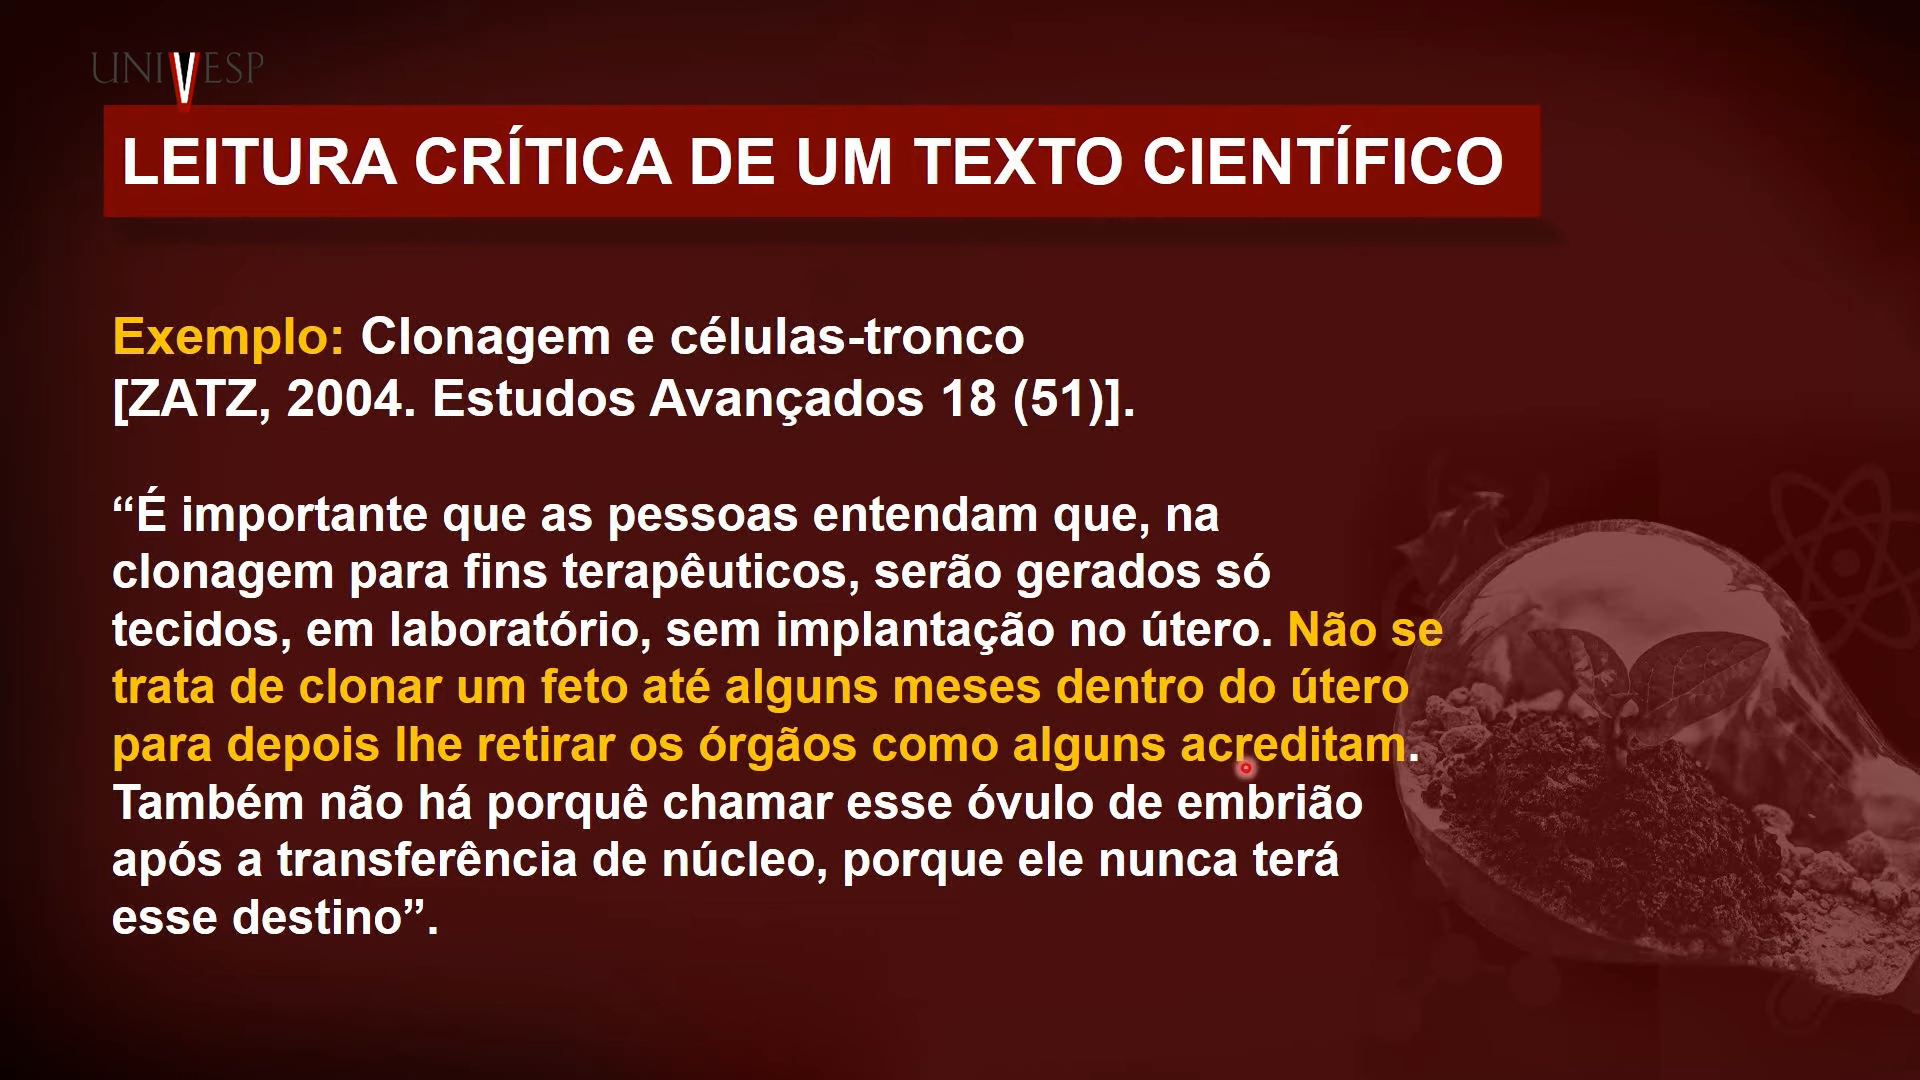 UNIVESP
LEITURA CRÍTICA DE UM TEXTO CIENTÍFICO
Exemplo: Clonagem e células-tronco
[ZATZ, 2004. Estudos Avançados 18 (51)].
“É importante que as pessoas entendam que, na
clonagem para fins terapêuticos, serão gerados só
tecidos, em laboratório, sem implantação no útero. Não se
trata de clonar um feto até alguns meses dentro do útero
para depois lhe retirar os órgãos como alguns acreditam.
Também não há porquê chamar esse óvulo de embrião
após a transferência de núcleo, porque ele nunca terá
esse destino”.